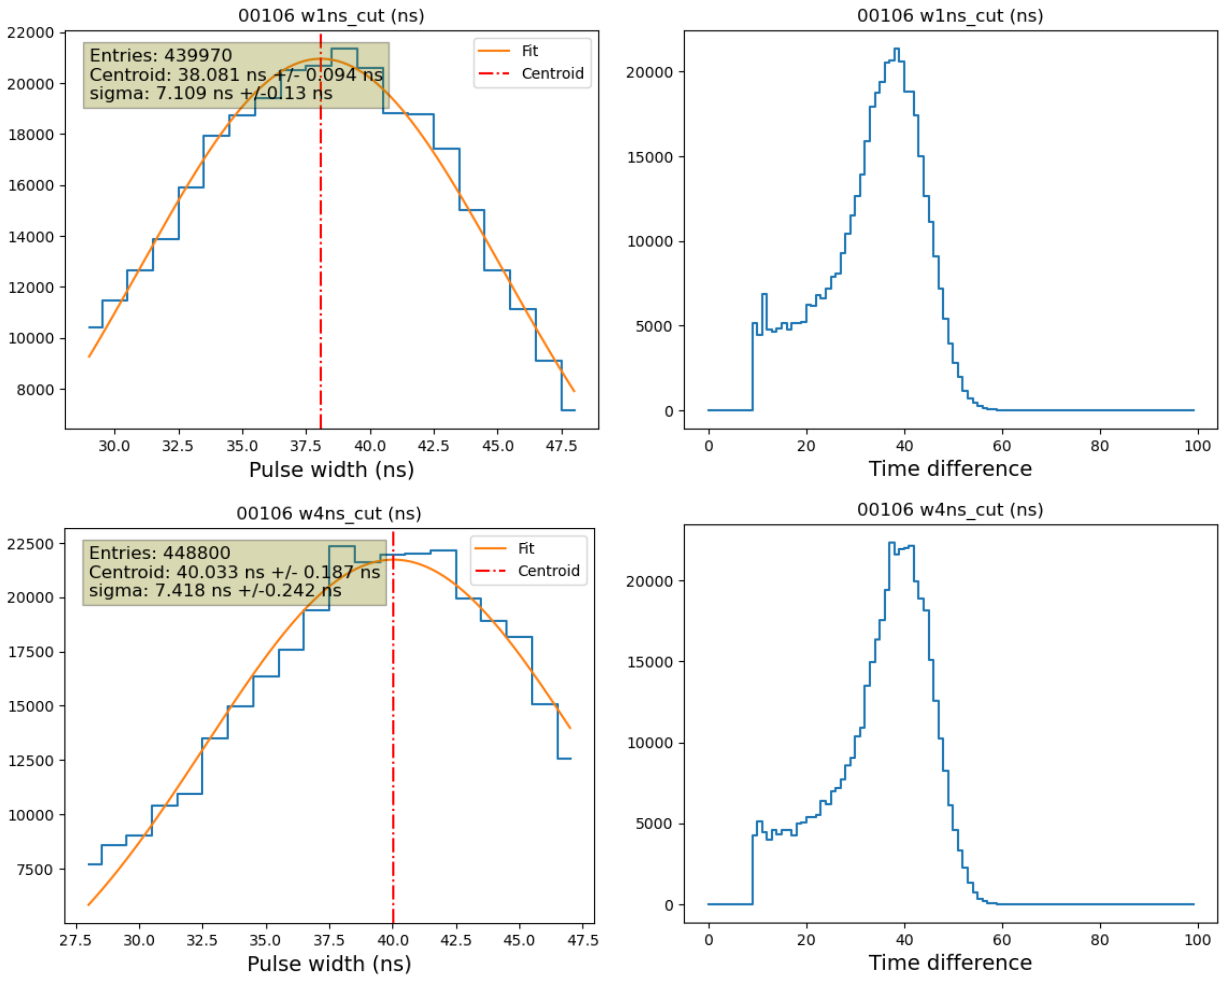 00106 w1ns_cut (ns)
22000
20000
18000
16000
14000
12000
10000
8000
Entries: 439970
Centroid: 38.081 ns +/- 0.094 ns
sigma: 7.109 ns +/-0.13 ns
Fit
Centroid
30.0 32.5 35.0 37.5 40.0 42.5 45.0 47.5
Pulse width (ns)
00106 w1ns_cut (ns)
20000
15000
10000
5000
0
0 20 40 60 80 100
Time difference
00106 w4ns_cut (ns)
22500
20000
17500
15000
12500
10000
7500
Entries: 448800
Centroid: 40.033 ns +/- 0.187 ns
sigma: 7.418 ns +/-0.242 ns
Fit
Centroid
27.5 30.0 32.5 35.0 37.5 40.0 42.5 45.0 47.5
Pulse width (ns)
00106 w4ns_cut (ns)
20000
15000
10000
5000
0
0 20 40 60 80 100
Time difference